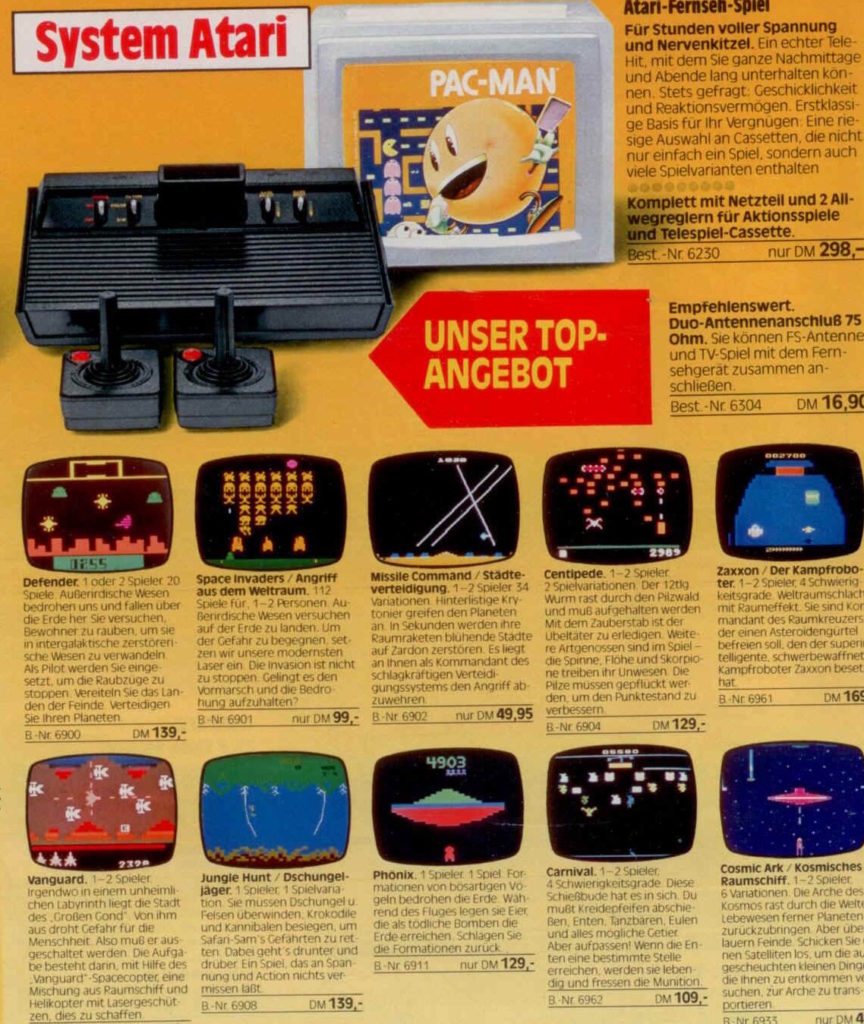 System Atari
PAC-MAN
Atari-Fernseh-Spiel
Für Stunden voller Spannung
und Nervenkitzel. Ein echter Tele-
Hit, mit dem Sie ganze Nachmittage
und Abende lang unterhalten kön-
nen. Stets gefragt: Geschicklichkeit
und Reaktionsvermögen. Erstklassi-
ge Basis für Ihr Vergnügen: Eine rie-
sige Auswahl an Cassetten, die nicht
nur einfach ein Spiel, sondern auch
viele Spielvarianten enthalten
Komplett mit Netzteil und 2 All-
wegreglern für Aktionsspiele
und Telespiel-Cassette.
Best.-Nr. 6230 nur DM 298,–
UNSER TOP-
ANGEBOT
Empfehlenswert.
Duo-Antennenanschluß 75
Ohm. Sie können FS-Antenne
und TV-Spiel mit dem Fern-
sehgerät zusammen an-
schließen.
Best.-Nr. 6304 DM 16,90
1255
Defender. 1 oder 2 Spieler. 20
Spiele. Außerirdische Wesen
bedrohen uns und fallen über
die Erde her Sie versuchen,
Bewohner zu rauben, um sie
in intergalaktische zerstöreri-
sche Wesen zu verwandeln.
Als Pilot werden Sie einge-
setzt, um die Raubzüge zu
stoppen. Vereiteln Sie das Lan-
den der Feinde. Verteidigen
Sie Ihren Planeten.
B.-Nr. 6900 DM 139,-
Space Invaders / Angriff
aus dem Weltraum. 112
Spiele für, 1–2 Personen. Au-
ßerirdische Wesen versuchen
auf der Erde zu landen. Um
der Gefahr zu begegnen, set-
zen wir unsere modernsten
Laser ein. Die Invasion ist nicht
zu stoppen. Gelingt es den
Vormarsch und die Bedro-
hung aufzuhalten?
B.-Nr. 6901 nur DM 99,-
Missile Command / Städte-
verteidigung. 1–2 Spieler 34
Variationen. Hinterlistige Kry-
tonier greifen den Planeten
an. In Sekunden werden ihre
Raumraketen blühende Städte
auf Zardon zerstören. Es liegt
an Ihnen als Kommandant des
schlagkräftigen Verteidi-
gungssystems den Angriff ab-
zuwehren.
B.-Nr. 6902 nur DM 49,95
2989
Centipede. 1–2 Spieler.
2 Spielvariationen. Der 12tlg.
Wurm rast durch den Pilzwald
und muß aufgehalten werden
Mit dem Zauberstab ist der
Übeltäter zu erledigen. Weite-
re Artgenossen sind im Spiel –
die Spinne, Flöhe und Skorpio-
ne treiben ihr Unwesen. Die
Pilze müssen gepflückt wer-
den, um den Punktestand zu
verbessern.
B.-Nr. 6904 DM 129,-
002700
Zaxxon / Der Kampfrobo-
ter. 1–2 Spieler, 4 Schwierig-
keitsgrade. Weltraumschlach
mit Raumeffekt. Sie sind Kom
mandant des Raumkreuzers
der einen Asteroidengürtel
befreien soll, den der superin
telligente, schwerbewaffnet
Kampfroboter Zaxxon beset
hat.
B.-Nr. 6961 DM 169
Vanguard. 1–2 Spieler.
Irgendwo in einem unheimli-
chen Labyrinth liegt die Stadt
des „Großen Gond“. Von ihm
aus droht Gefahr für die
Menschheit. Also muß er aus-
geschaltet werden. Die Aufga-
be besteht darin, mit Hilfe des
„Vanguard“-Spacecopter, eine
Mischung aus Raumschiff und
Helikopter mit Lasergeschüt-
zen, dies zu schaffen.
Jungle Hunt / Dschungel-
jäger. 1 Spieler. 1 Spielvaria-
tion. Sie müssen Dschungel u.
Felsen überwinden, Krokodile
und Kannibalen besiegen, um
Safari-Sam's Gefährten zu ret-
ten. Dabei geht's drunter und
drüber. Ein Spiel, das an Span-
nung und Action nichts ver-
missen läßt.
B.-Nr. 6908 DM 139,-
4903
Phönix. 1 Spieler. 1 Spiel. For-
mationen von bösartigen Vö-
geln bedrohen die Erde. Wäh-
rend des Fluges legen sie Eier,
die als tödliche Bomben die
Erde erreichen. Schlagen Sie
die Formationen zurück.
B.-Nr. 6911 nur DM 129,-
Carnival. 1–2 Spieler,
4 Schwierigkeitsgrade. Diese
Schießbude hat es in sich. Du
mußt Kreidepfeifen abschie-
ßen, Enten, Tanzbären, Eulen
und alles mögliche Getier.
Aber aufpassen! Wenn die En-
ten eine bestimmte Stelle
erreichen, werden sie leben-
dig und fressen die Munition.
B.-Nr. 6962 DM 109,-
Cosmic Ark / Kosmisches
Raumschiff. 1–2 Spieler.
6 Variationen. Die Arche des
Kosmos rast durch die Welte
Lebewesen ferner Planeten
zurückzubringen. Aber übe
lauern Feinde. Schicken Sie
nen Satelliten los, um die au
gescheuchten kleinen Ding
die Ihnen zu entkommen ve
suchen, zur Arche zu trans-
portieren.
B.-Nr. 6933 nur DM 4